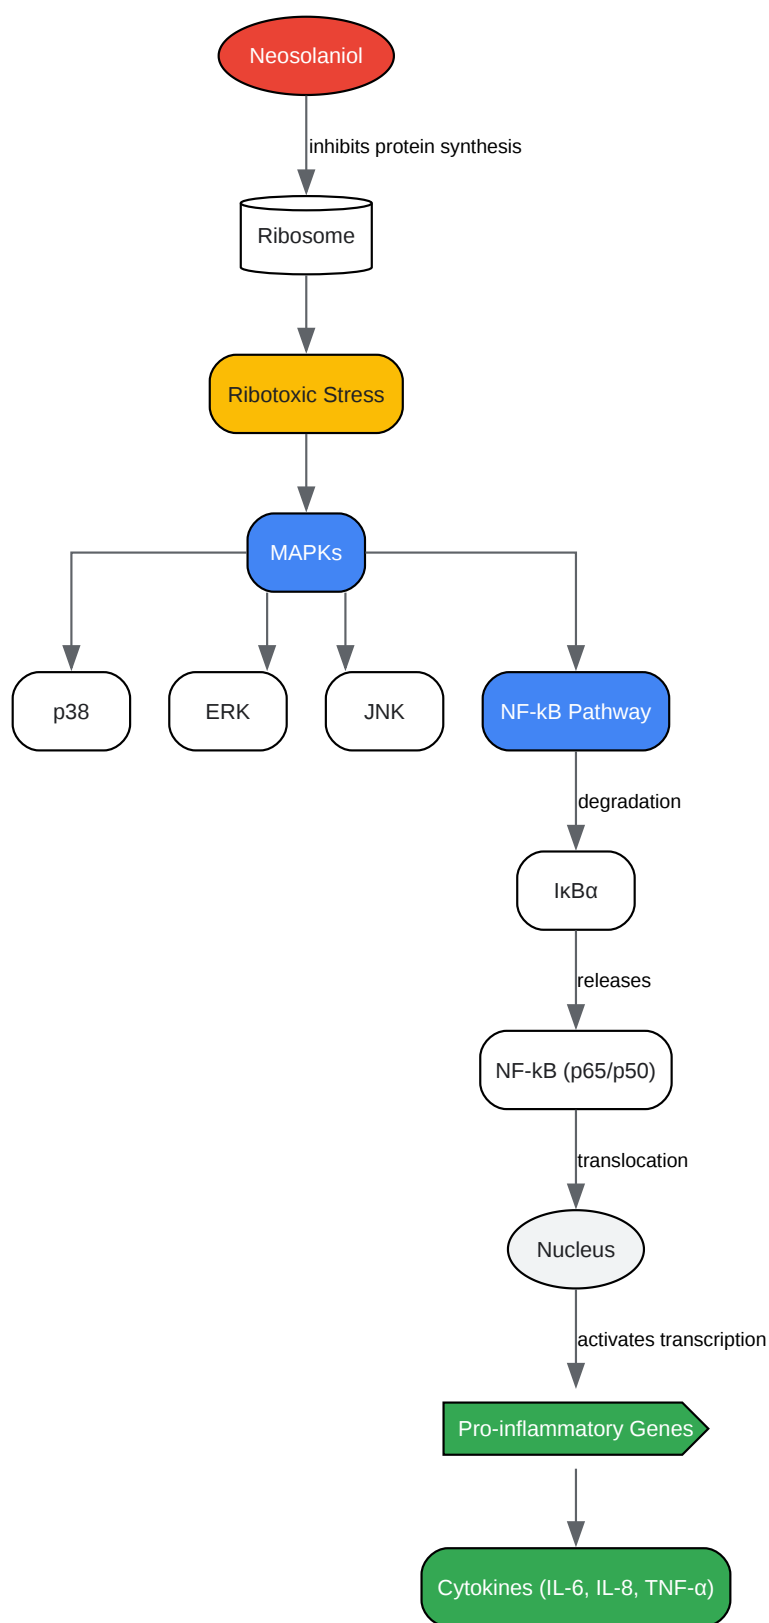 Neosolaniol
inhibits protein synthesis
Ribosome
Ribotoxic Stress
MAPKs
p38
ERK
JNK
NF-kB Pathway
degradation
IκBα
releases
NF-kB (p65/p50)
translocation
Nucleus
activates transcription
Pro-inflammatory Genes
Cytokines (IL-6, IL-8, TNF-α)